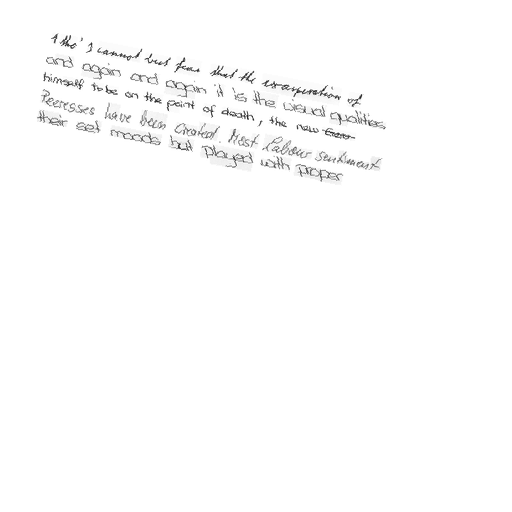 tho' I cannot but fear that the exasperation of
and again and again it is the visual qualities
himself to be on the point of death, the new
Peeresses have been created. Most Labour sentiment
their set moods but played with proper